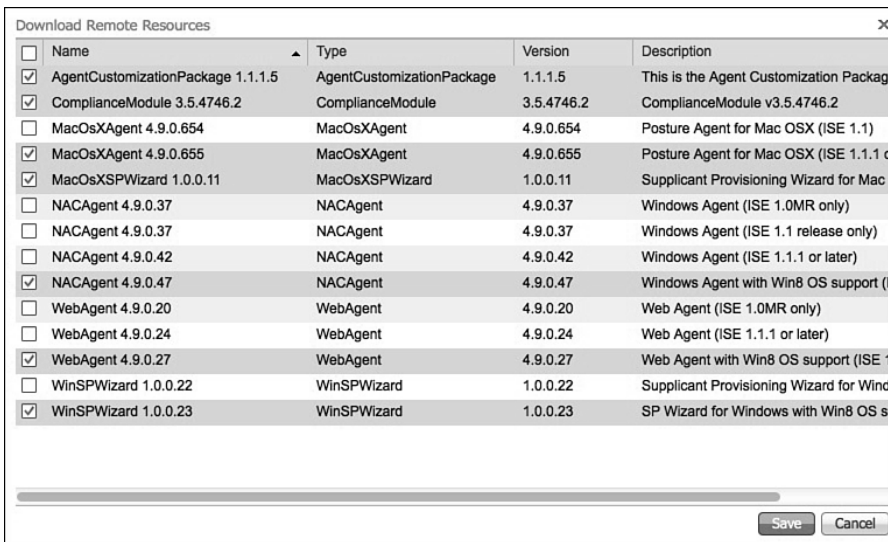 Download Remote Resources
Name Type Version Description
AgentCustomizationPackage 1.1.1.5 AgentCustomizationPackage 1.1.1.5 This is the Agent Customization Packag
ComplianceModule 3.5.4746.2 ComplianceModule 3.5.4746.2 ComplianceModule v3.5.4746.2
MacOsXAgent 4.9.0.654 MacOsXAgent 4.9.0.654 Posture Agent for Mac OSX (ISE 1.1)
MacOsXAgent 4.9.0.655 MacOsXAgent 4.9.0.655 Posture Agent for Mac OSX (ISE 1.1.1 o
MacOsXSPWizard 1.0.0.11 MacOsXSPWizard 1.0.0.11 Supplicant Provisioning Wizard for Mac
NACAgent 4.9.0.37 NACAgent 4.9.0.37 Windows Agent (ISE 1.0MR only)
NACAgent 4.9.0.37 NACAgent 4.9.0.37 Windows Agent (ISE 1.1 release only)
NACAgent 4.9.0.42 NACAgent 4.9.0.42 Windows Agent (ISE 1.1.1 or later)
NACAgent 4.9.0.47 NACAgent 4.9.0.47 Windows Agent with Win8 OS support (I
WebAgent 4.9.0.20 WebAgent 4.9.0.20 Web Agent (ISE 1.0MR only)
WebAgent 4.9.0.24 WebAgent 4.9.0.24 Web Agent (ISE 1.1.1 or later)
WebAgent 4.9.0.27 WebAgent 4.9.0.27 Web Agent with Win8 OS support (ISE 1
WinSPWizard 1.0.0.22 WinSPWizard 1.0.0.22 Supplicant Provisioning Wizard for Wind
WinSPWizard 1.0.0.23 WinSPWizard 1.0.0.23 SP Wizard for Windows with Win8 OS s
Save Cancel